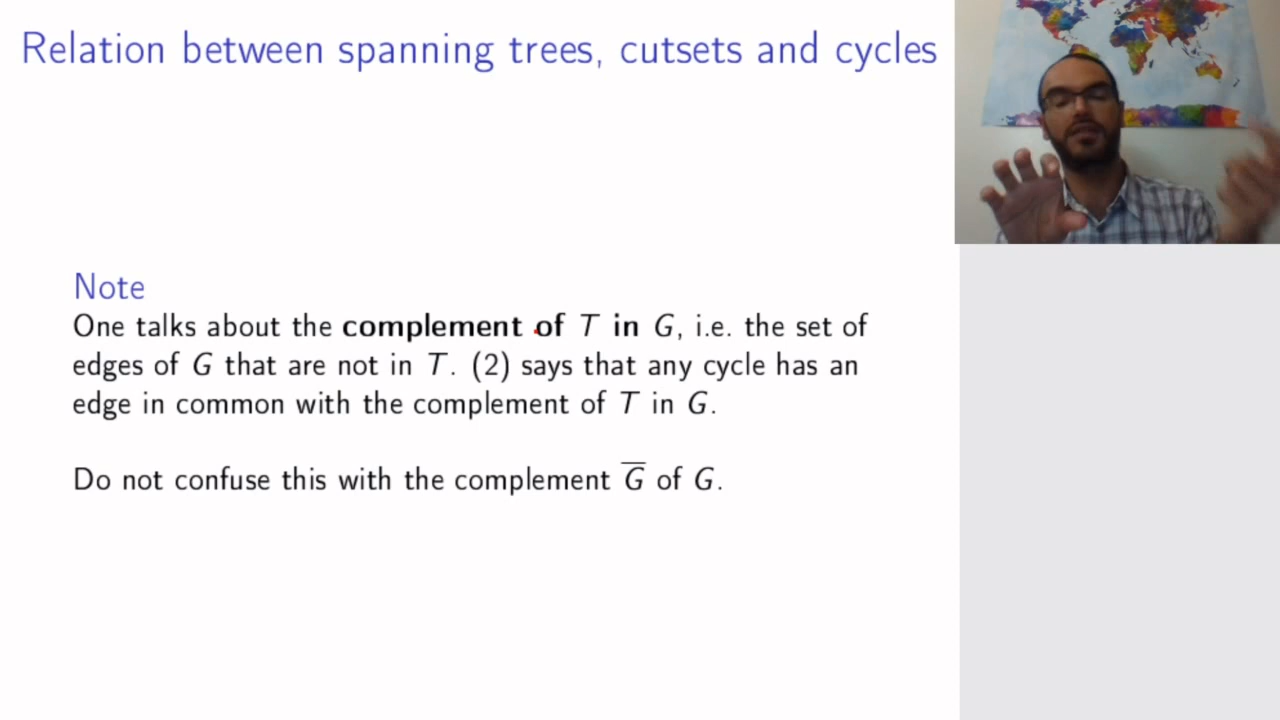 Relation between spanning trees, cutsets and cycles
Note
One talks about the complement of T in G, i.e. the set of
edges of G that are not in T. (2) says that any cycle has an
edge in common with the complement of T in G.
Do not confuse this with the complement G̅ of G.